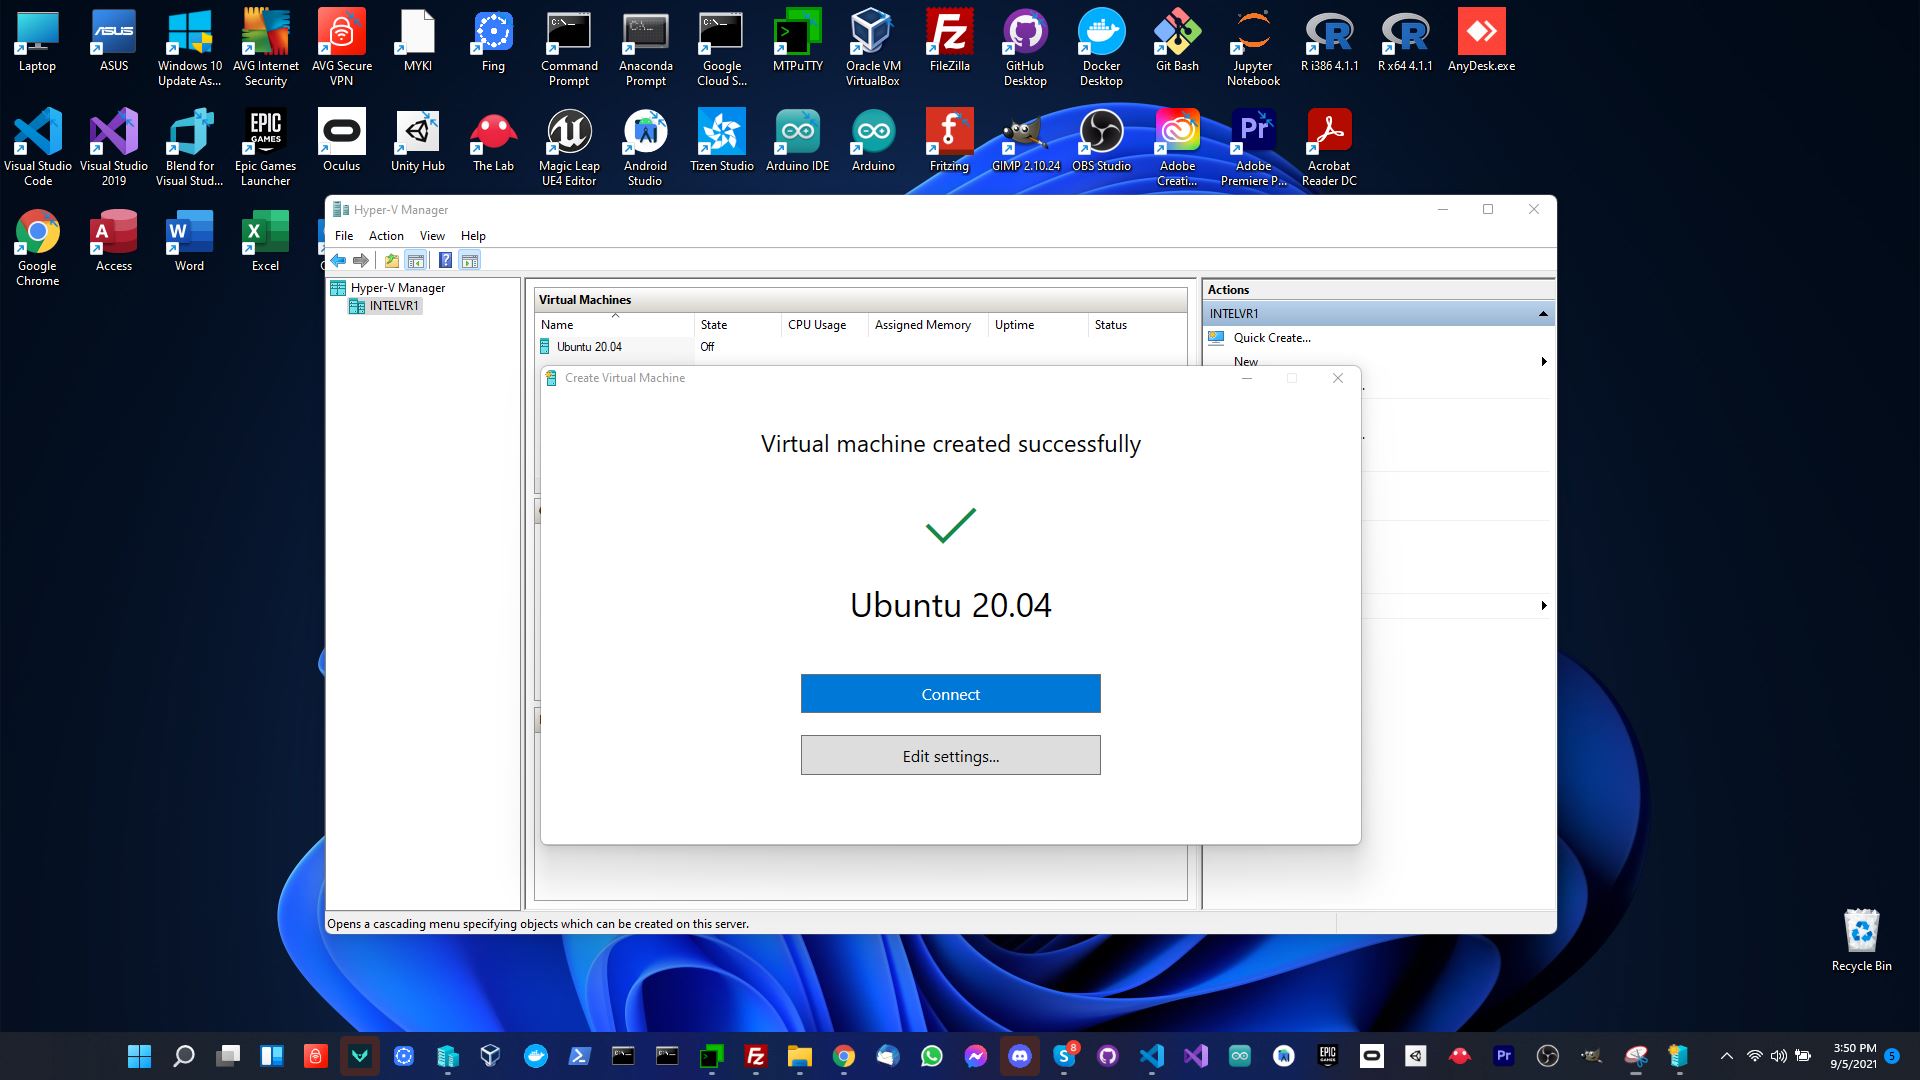 Laptop
ASUS
Windows 10
Update As...
AVG Internet
Security
AVG Secure
VPN
MYKI
Fing
Command
Prompt
Anaconda
Prompt
Google
Cloud S...
MTPuTTY
Oracle VM
VirtualBox
FileZilla
GitHub
Desktop
Docker
Desktop
Git Bash
Jupyter
Notebook
R i386 4.1.1
R x64 4.1.1
AnyDesk.exe
Visual Studio
Code
Visual Studio
2019
Blend for
Visual Stud...
EPIC
GAMES
Epic Games
Launcher
Oculus
Unity Hub
The Lab
Magic Leap
UE4 Editor
Android
Studio
Tizen Studio
Arduino IDE
Arduino
Fritzing
GIMP 2.10.24
OBS Studio
Adobe
Creati...
Pr
Adobe
Premiere P...
Acrobat
Reader DC
Google
Chrome
Access
Word
Excel
Hyper-V Manager
File Action View Help
Hyper-V Manager
INTELVR1
Virtual Machines
Name State CPU Usage Assigned Memory Uptime Status
Ubuntu 20.04 Off
Actions
INTELVR1
Quick Create...
New
Create Virtual Machine
Virtual machine created successfully
Ubuntu 20.04
Connect
Edit settings...
Opens a cascading menu specifying objects which can be created on this server.
Recycle Bin
8
3:50 PM
9/5/2021
5